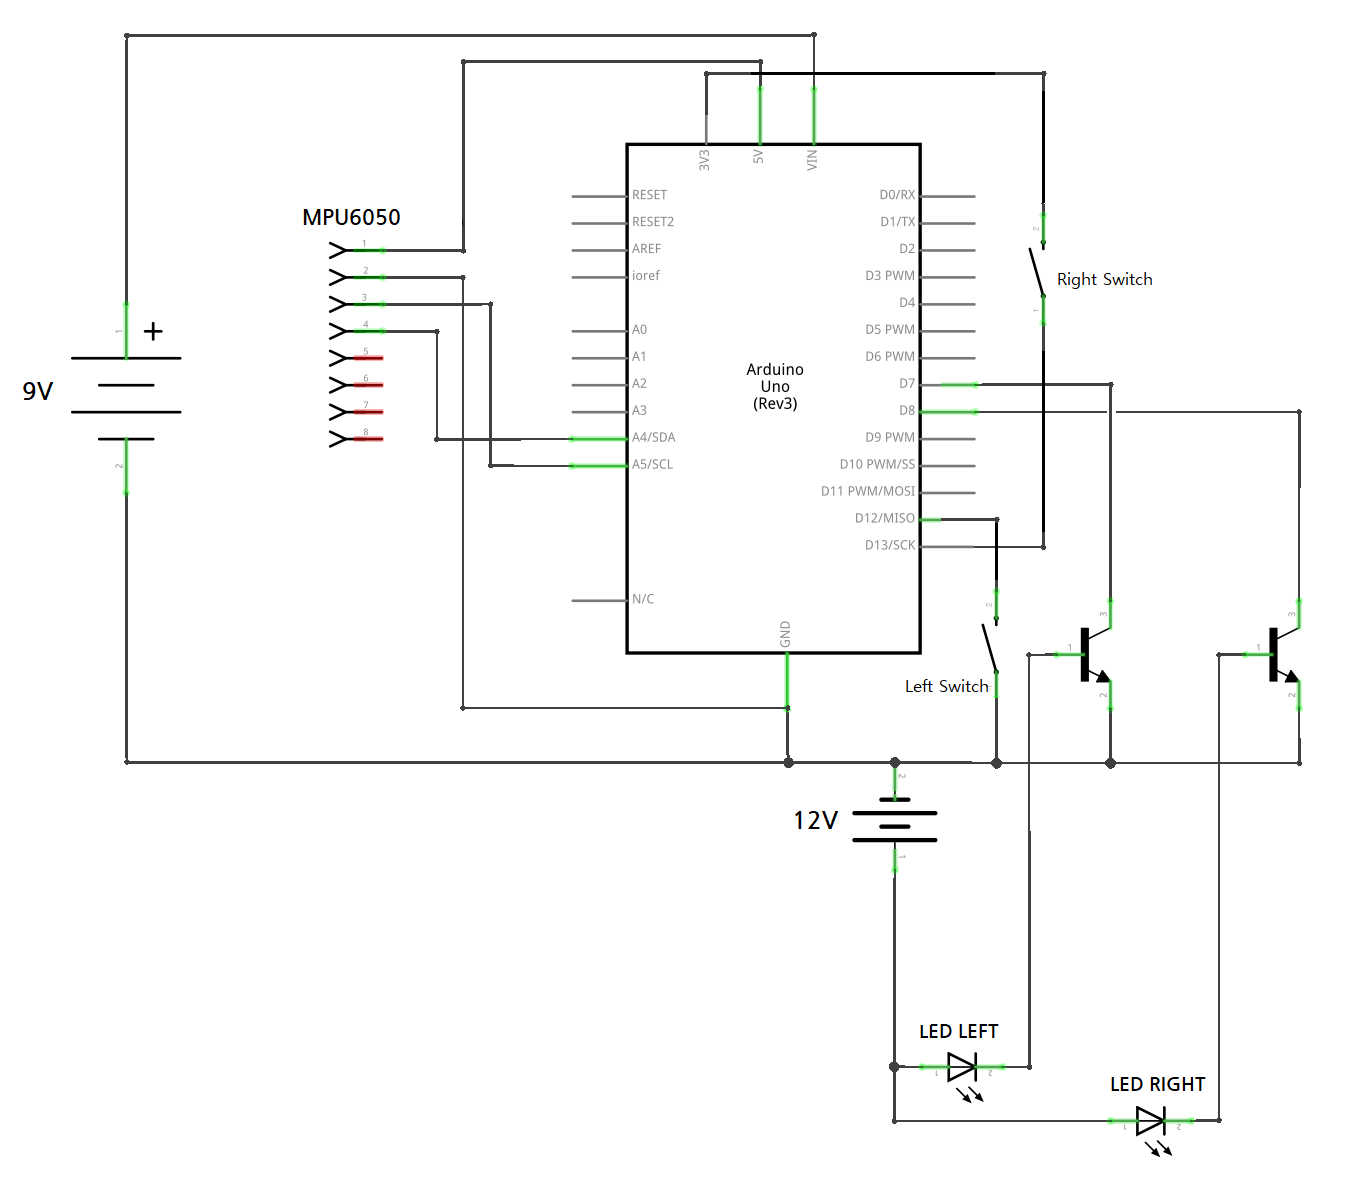 3V3
5V
VIN
RESET
RESET2
AREF
ioref
A0
A1
A2
A3
A4/SDA
A5/SCL
N/C
GND
D0/RX
D1/TX
D2
D3 PWM
D4
D5 PWM
D6 PWM
D7
D8
D9 PWM
D10 PWM/SS
D11 PWM/MOSI
D12/MISO
D13/SCK
Arduino
Uno
(Rev3)
MPU6050
1
2
3
4
5
6
7
8
1
+
9V
2
2
Right Switch
1
2
Left Switch
3
1
2
3
1
2
2
12V
1
LED LEFT
1
2
LED RIGHT
1
2